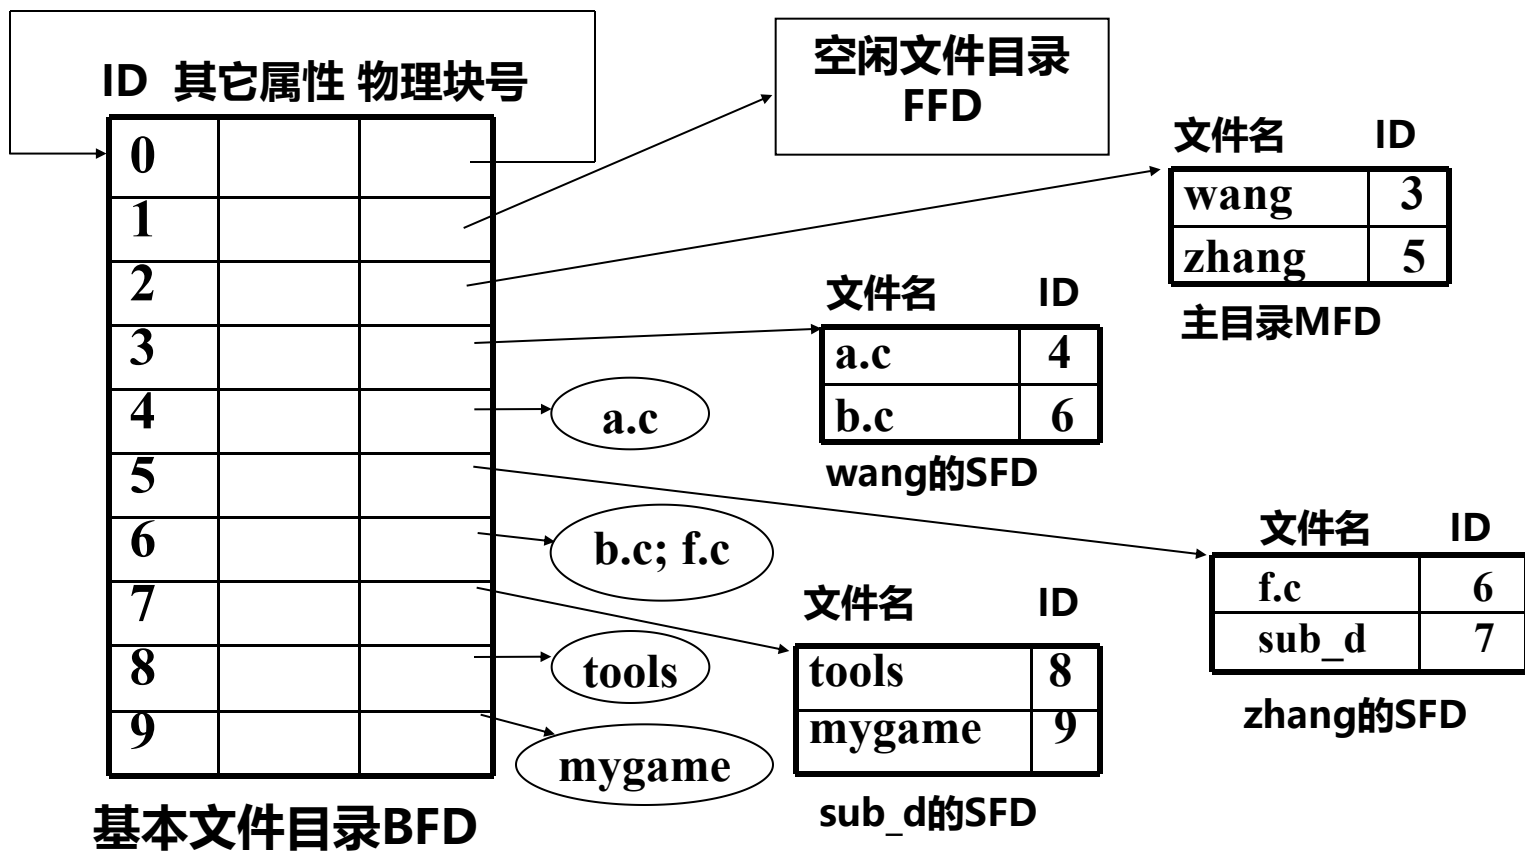 ID 其它属性 物理块号
0
1
2
3
4
5
6
7
8
9
基本文件目录BFD
空闲文件目录
FFD
文件名 ID
wang 3
zhang 5
主目录MFD
文件名 ID
a.c 4
b.c 6
wang的SFD
a.c
b.c; f.c
tools
mygame
文件名 ID
f.c 6
sub_d 7
zhang的SFD
文件名 ID
tools 8
mygame 9
sub_d的SFD